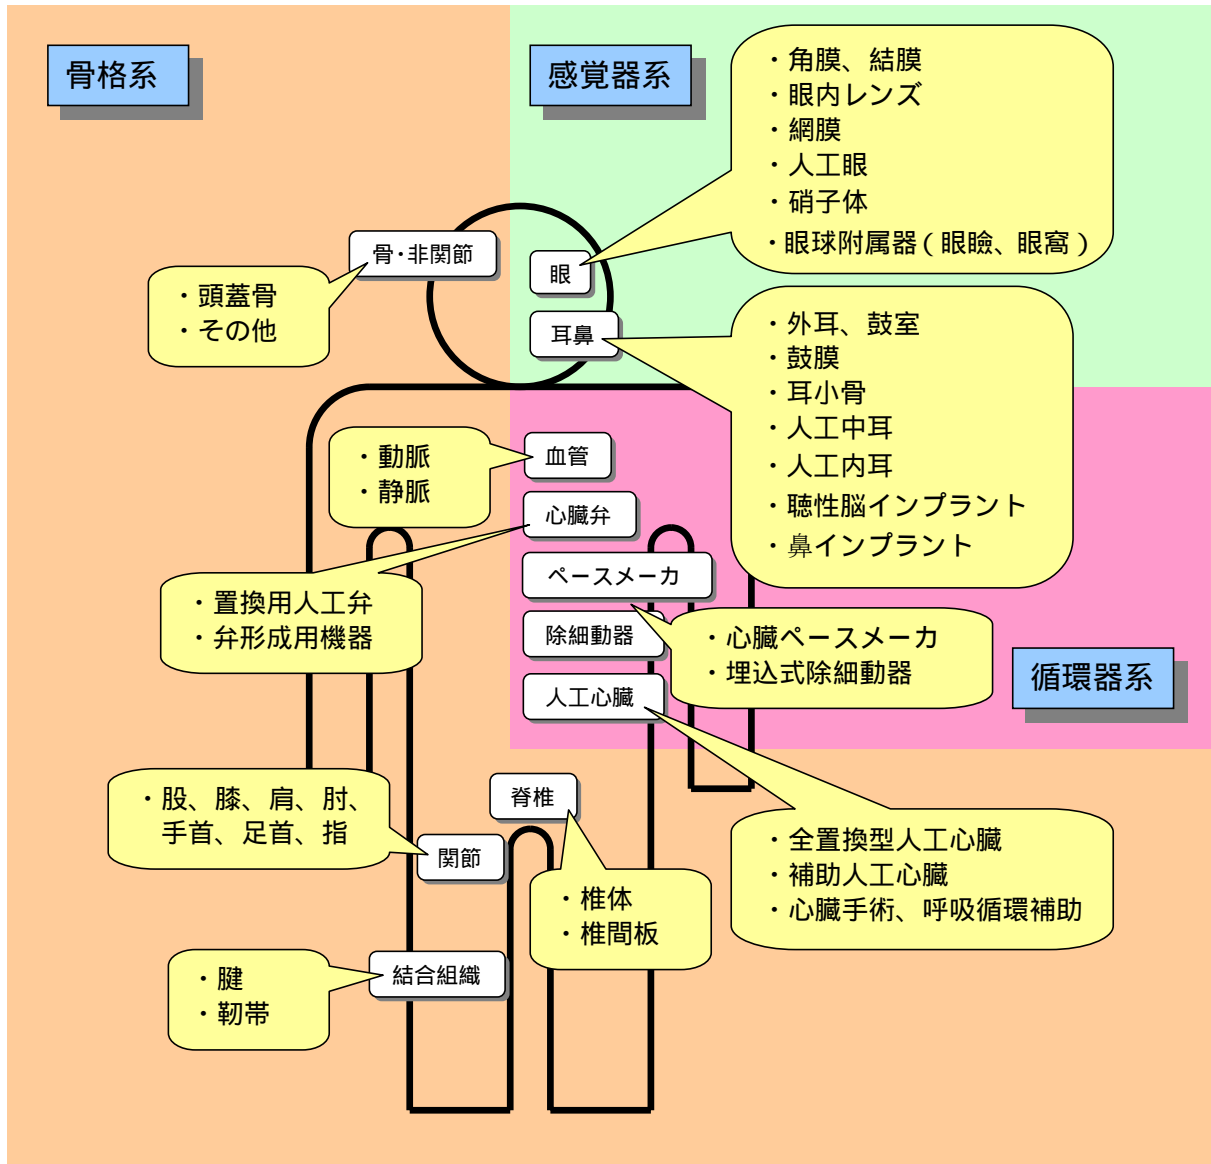 骨格系
感覚器系
・角膜、結膜
・眼内レンズ
・網膜
・人工眼
・硝子体
・眼球附属器(眼瞼、眼窩)
骨・非関節
・頭蓋骨
・その他
眼
耳鼻
・外耳、鼓室
・鼓膜
・耳小骨
・人工中耳
・人工内耳
・聴性脳インプラント
・鼻インプラント
・動脈
・静脈
血管
心臓弁
・置換用人工弁
・弁形成用機器
ペースメーカ
除細動器
・心臓ペースメーカ
・埋込式除細動器
循環器系
人工心臓
・股、膝、肩、肘、
手首、足首、指
関節
脊椎
・椎体
・椎間板
・全置換型人工心臓
・補助人工心臓
・心臓手術、呼吸循環補助
・腱
・靭帯
結合組織